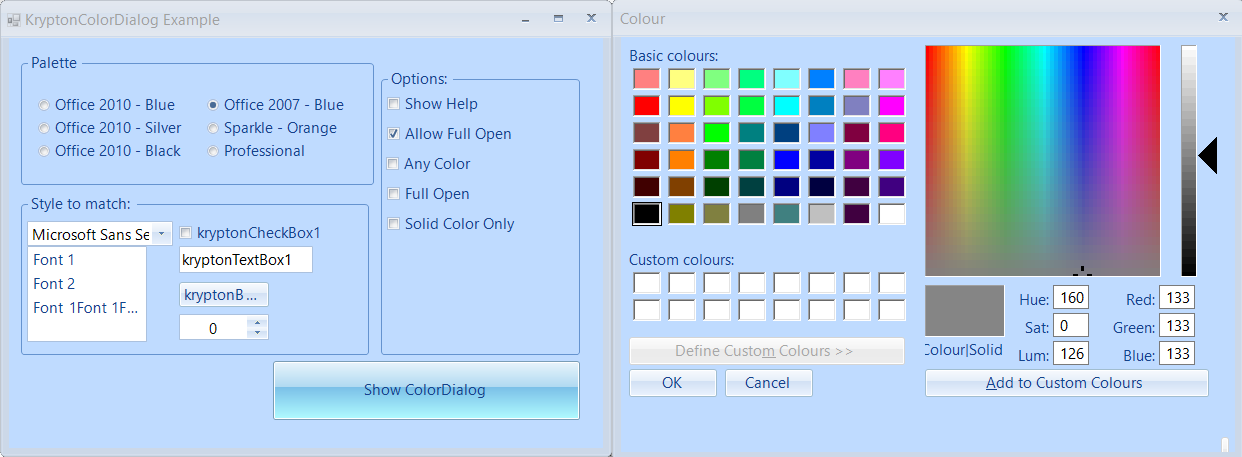 KryptonColorDialog Example
Palette
Office 2010 - Blue
Office 2007 - Blue
Office 2010 - Silver
Sparkle - Orange
Office 2010 - Black
Professional
Options:
Show Help
Allow Full Open
Any Color
Full Open
Solid Color Only
Style to match:
Microsoft Sans Se
kryptonCheckBox1
Font 1
Font 2
Font 1Font 1F...
kryptonTextBox1
kryptonB...
0
Show ColorDialog
Colour
Basic colours:
Custom colours:
Define Custom Colours >>
OK
Cancel
Colour|Solid
Hue: 160
Red: 133
Sat: 0
Green: 133
Lum: 126
Blue: 133
Add to Custom Colours